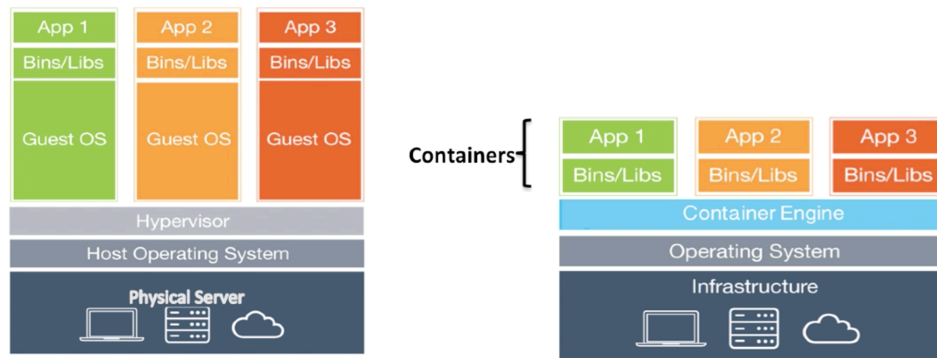 App 1
App 2
App 3
Bins/Libs
Bins/Libs
Bins/Libs
Guest OS
Guest OS
Guest OS
Hypervisor
Host Operating System
Physical Server
Containers
App 1
App 2
App 3
Bins/Libs
Bins/Libs
Bins/Libs
Container Engine
Operating System
Infrastructure